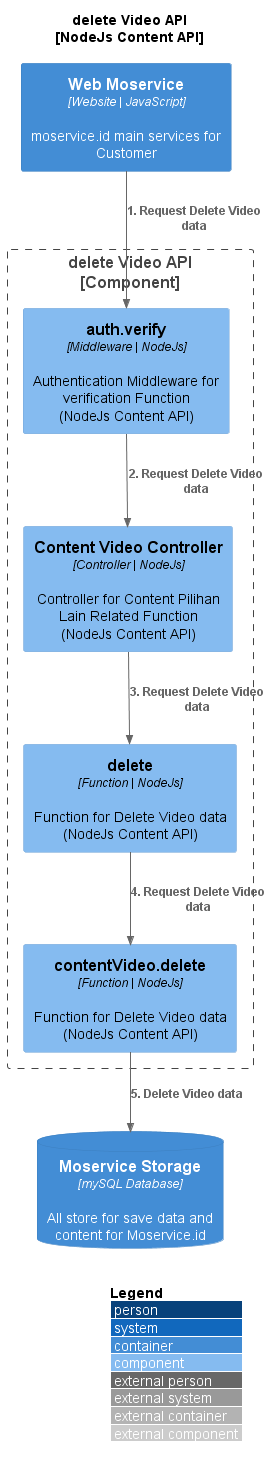 delete Video API
[NodeJs Content API]
Web Moservice
[Website | JavaScript]
moservice.id main services for
Customer
1. Request Delete Video
data
delete Video API
[Component]
auth.verify
[Middleware | NodeJs]
Authentication Middleware for
verification Function
(NodeJs Content API)
2. Request Delete Video
data
Content Video Controller
[Controller | NodeJs]
Controller for Content Pilihan
Lain Related Function
(NodeJs Content API)
3. Request Delete Video
data
delete
[Function | NodeJs]
Function for Delete Video data
(NodeJs Content API)
4. Request Delete Video
data
contentVideo.delete
[Function | NodeJs]
Function for Delete Video data
(NodeJs Content API)
5. Delete Video data
Moservice Storage
[mySQL Database]
All store for save data and
content for Moservice.id
Legend
person
system
container
component
external person
external system
external container
external component